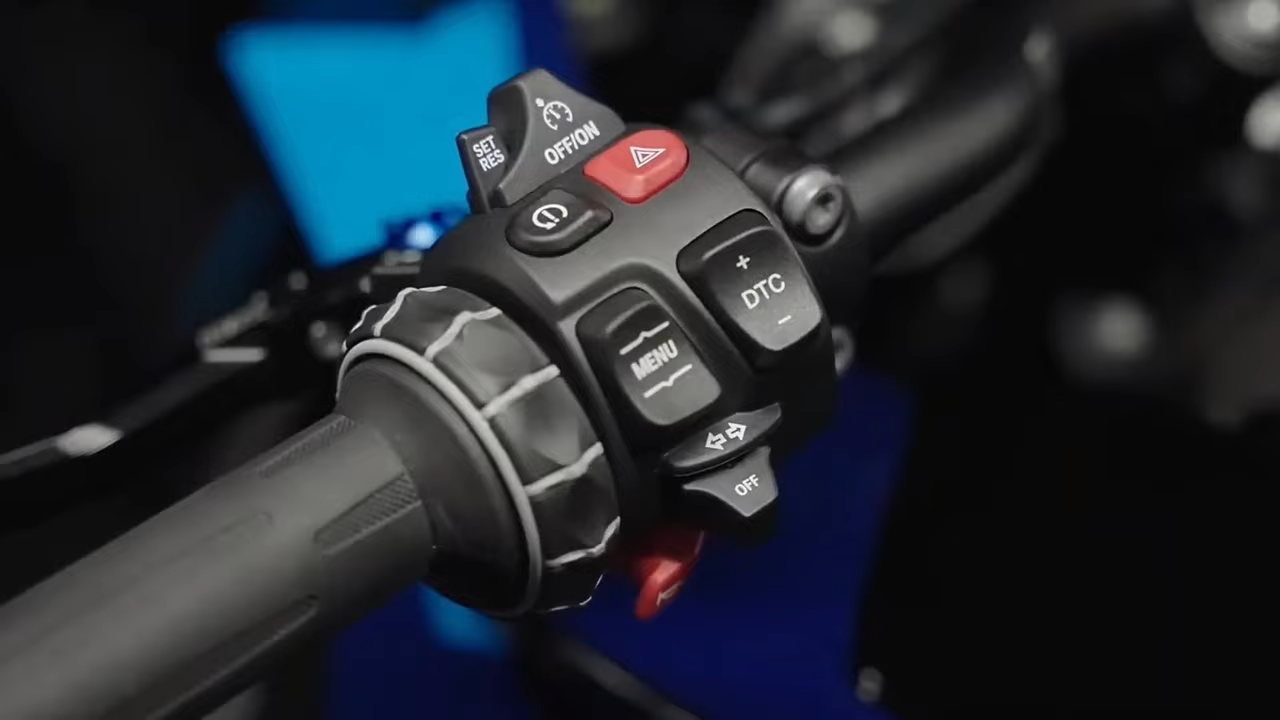 SET
RES
OFF/ON
+
DTC
-
MENU
OFF